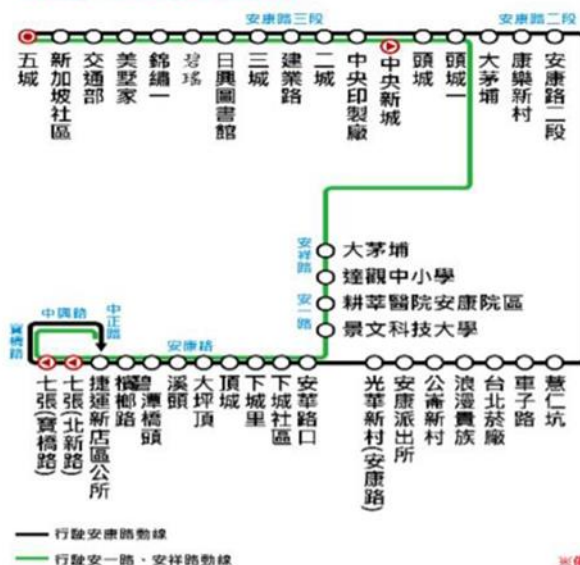 安康路三段
安康路二段
五城
新加坡社區
交通部
美墅家
錦繡一
碧瑤
日興圖書館
三城
建業路
二城
中央印製廠
中央新城
頭城
頭城一
大茅埔
康樂新村
安康路二段
安祥路
大茅埔
達觀中小學
安一路
耕莘醫院安康院區
景文科技大學
中興路
中正路
寶橋路
安康路
七張(寶橋路)
七張(北新路)
捷運新店區公所
檳榔路
碧潭橋頭
溪頭
大坪頂
頂城
下城里
下城社區
安華路口
光華新村(安康路)
安康派出所
公崙新村
浪漫貴族
台北菸廠
車子路
薏仁坑
行駛安康路動線
行駛安一路、安祥路動線